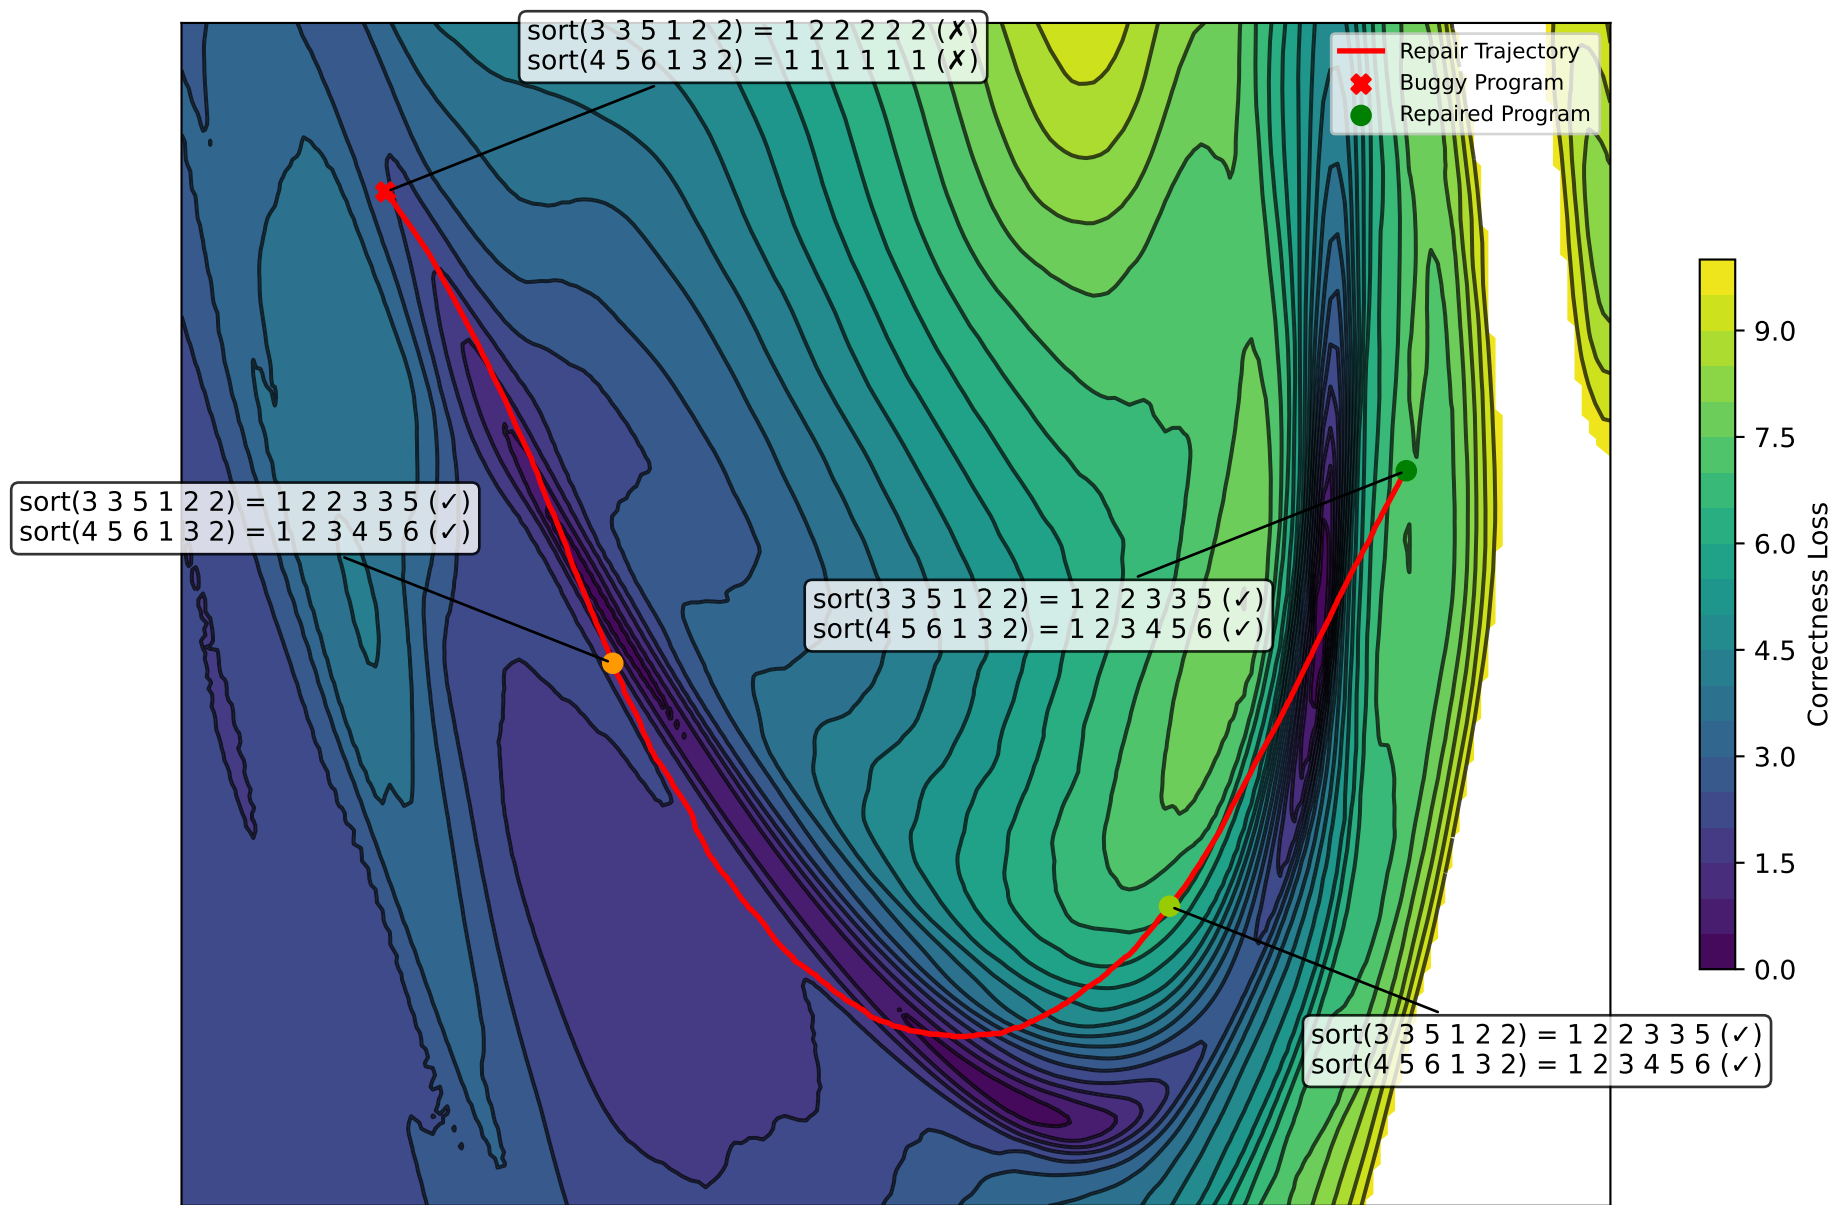 sort(3 3 5 1 2 2) = 1 2 2 2 2 2 (✗)
sort(4 5 6 1 3 2) = 1 1 1 1 1 1 (✗)
Repair Trajectory
Buggy Program
Repaired Program
sort(3 3 5 1 2 2) = 1 2 2 3 3 5 (✓)
sort(4 5 6 1 3 2) = 1 2 3 4 5 6 (✓)
sort(3 3 5 1 2 2) = 1 2 2 3 3 5 (✓)
sort(4 5 6 1 3 2) = 1 2 3 4 5 6 (✓)
sort(3 3 5 1 2 2) = 1 2 2 3 3 5 (✓)
sort(4 5 6 1 3 2) = 1 2 3 4 5 6 (✓)
9.0
7.5
6.0
4.5
3.0
1.5
0.0
Correctness Loss